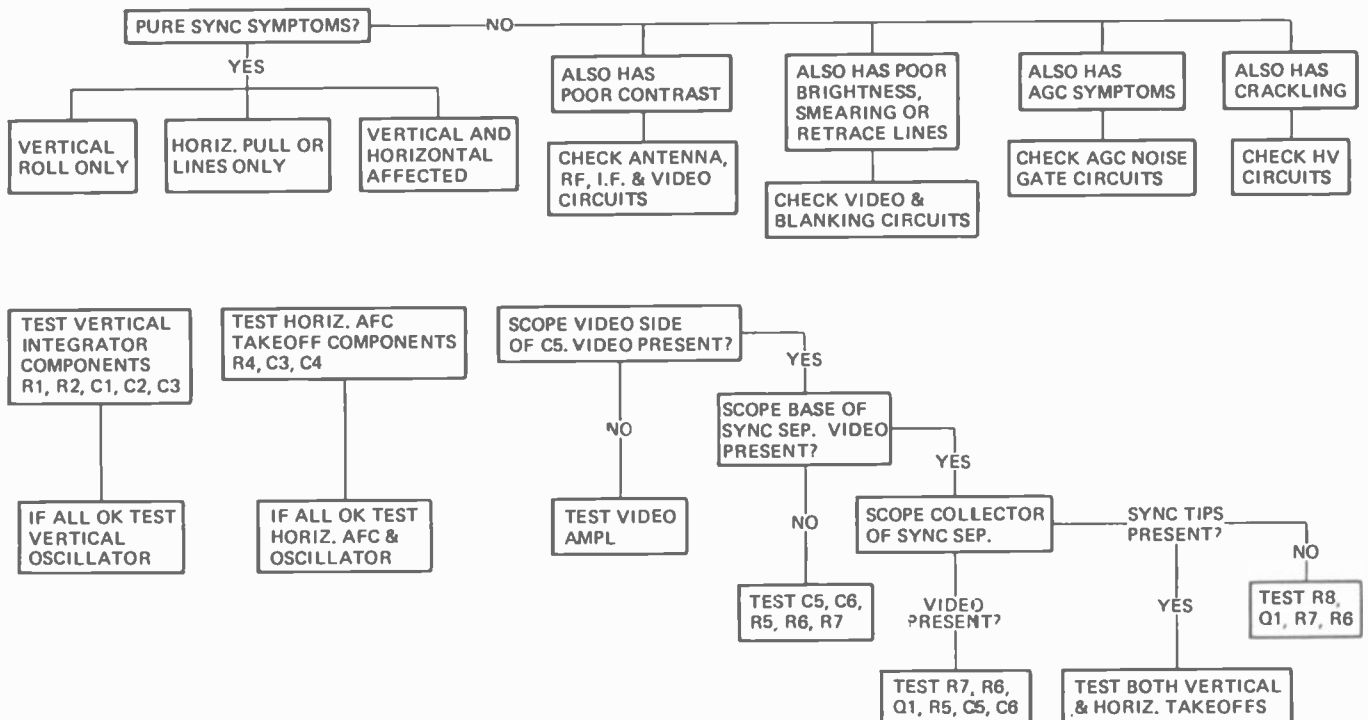 PURE SYNC SYMPTOMS?
NO
YES
VERTICAL
ROLL ONLY
HORIZ. PULL OR
LINES ONLY
VERTICAL AND
HORIZONTAL
AFFECTED
ALSO HAS
POOR CONTRAST
CHECK ANTENNA,
RF, I.F. & VIDEO
CIRCUITS
ALSO HAS POOR
BRIGHTNESS,
SMEARING OR
RETRACE LINES
CHECK VIDEO &
BLANKING CIRCUITS
ALSO HAS
AGC SYMPTOMS
CHECK AGC NOISE
GATE CIRCUITS
ALSO HAS
CRACKLING
CHECK HV
CIRCUITS
TEST VERTICAL
INTEGRATOR
COMPONENTS
R1, R2, C1, C2, C3
IF ALL OK TEST
VERTICAL
OSCILLATOR
TEST HORIZ. AFC
TAKEOFF COMPONENTS
R4, C3, C4
IF ALL OK TEST
HORIZ. AFC &
OSCILLATOR
SCOPE VIDEO SIDE
OF C5. VIDEO PRESENT?
YES
NO
TEST VIDEO
AMPL
SCOPE BASE OF
SYNC SEP. VIDEO
PRESENT?
YES
NO
TEST C5, C6,
R5, R6, R7
SCOPE COLLECTOR
OF SYNC SEP.
VIDEO
PRESENT?
TEST R7, R6,
Q1, R5, C5, C6
SYNC TIPS
PRESENT?
NO
YES
TEST R8,
Q1, R7, R6
TEST BOTH VERTICAL
& HORIZ. TAKEOFFS